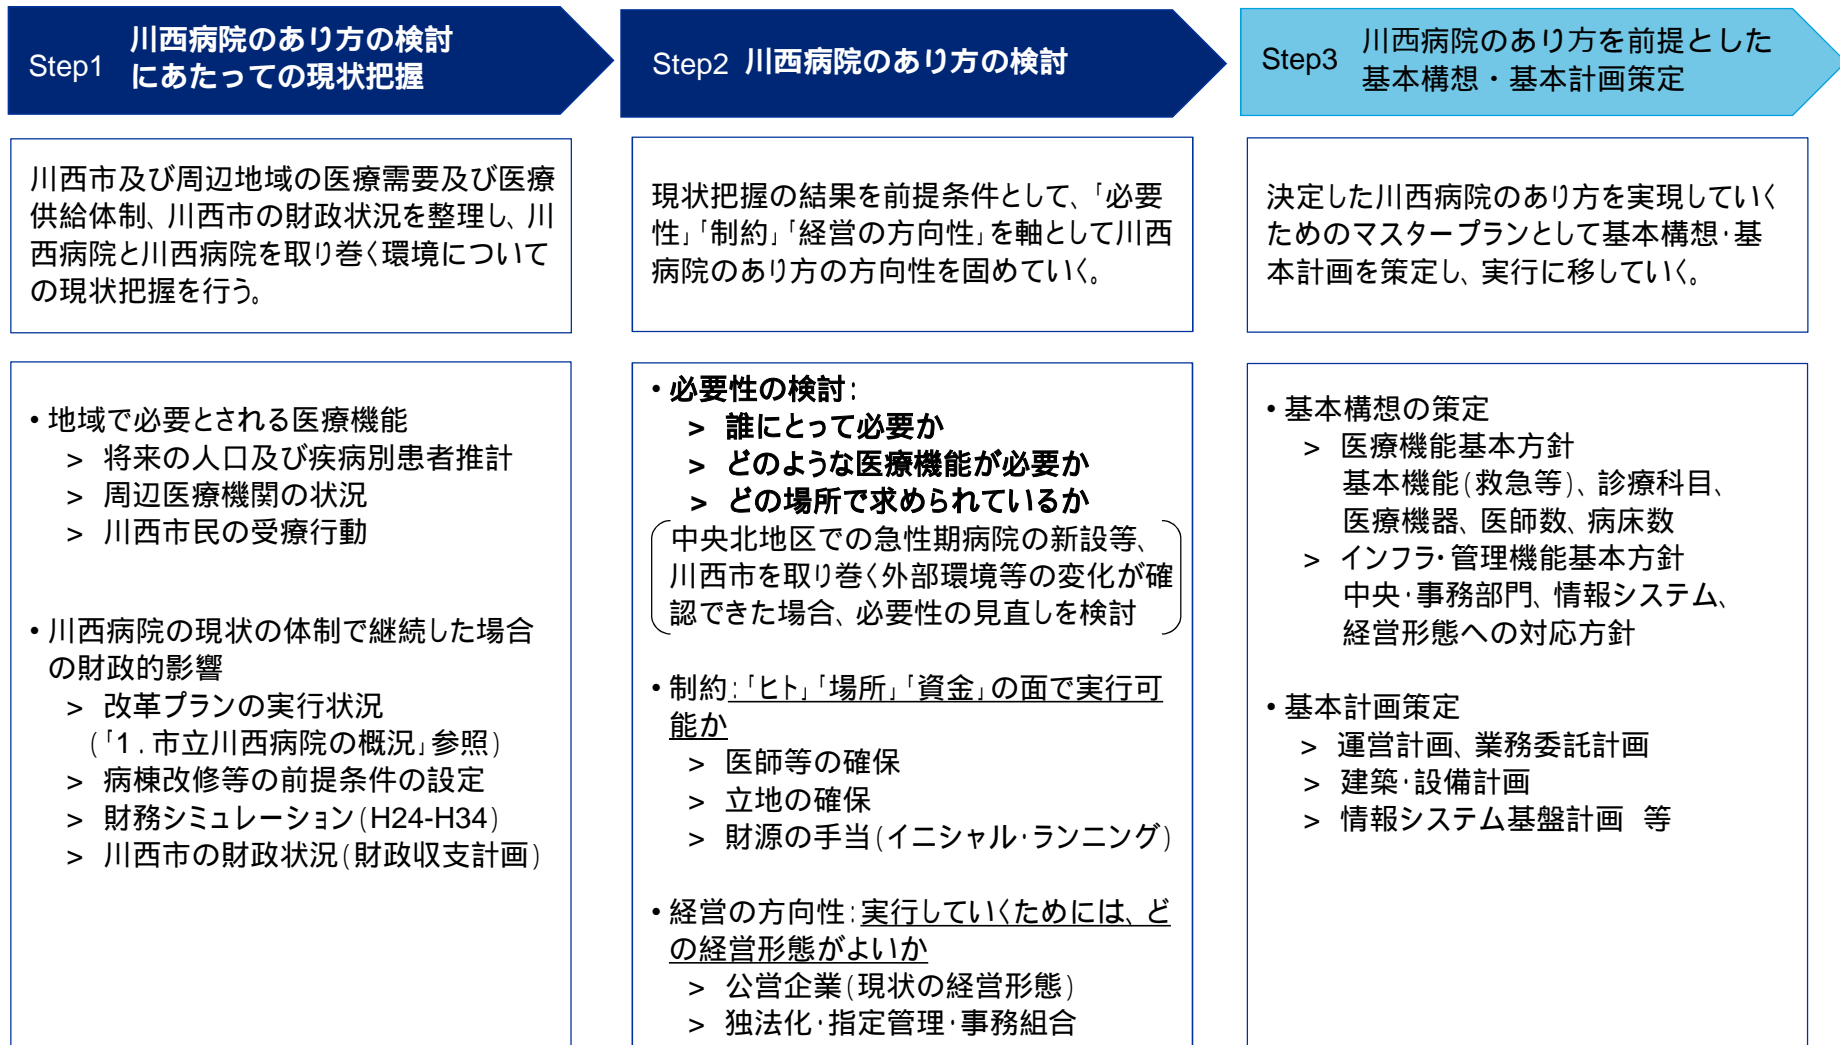 Step1
川西病院のあり方の検討
にあたっての現状把握
川西市及び周辺地域の医療需要及び医療
供給体制、川西市の財政状況を整理し、川
西病院と川西病院を取り巻く環境について
の現状把握を行う。
・地域で必要とされる医療機能
> 将来の人口及び疾病別患者推計
> 周辺医療機関の状況
> 川西市民の受療行動
・川西病院の現状の体制で継続した場合
の財政的影響
> 改革プランの実行状況
(「1．市立川西病院の概況」参照)
> 病棟改修等の前提条件の設定
> 財務シミュレーション(H24-H34)
> 川西市の財政状況(財政収支計画)
Step2 川西病院のあり方の検討
現状把握の結果を前提条件として、「必要
性」「制約」「経営の方向性」を軸として川西
病院のあり方の方向性を固めていく。
・必要性の検討:
> 誰にとって必要か
> どのような医療機能が必要か
> どの場所で求められているか
中央北地区での急性期病院の新設等、
川西市を取り巻く外部環境等の変化が確
認できた場合、必要性の見直しを検討
・制約:「ヒト」「場所」「資金」の面で実行可
能か
> 医師等の確保
> 立地の確保
> 財源の手当(イニシャル・ランニング)
・経営の方向性:実行していくためには、ど
の経営形態がよいか
> 公営企業(現状の経営形態)
> 独法化・指定管理・事務組合
Step3
川西病院のあり方を前提とした
基本構想・基本計画策定
決定した川西病院のあり方を実現していく
ためのマスタープランとして基本構想・基
本計画を策定し、実行に移していく。
・基本構想の策定
> 医療機能基本方針
基本機能(救急等)、診療科目、
医療機器、医師数、病床数
> インフラ・管理機能基本方針
中央・事務部門、情報システム、
経営形態への対応方針
・基本計画策定
> 運営計画、業務委託計画
> 建築・設備計画
> 情報システム基盤計画 等